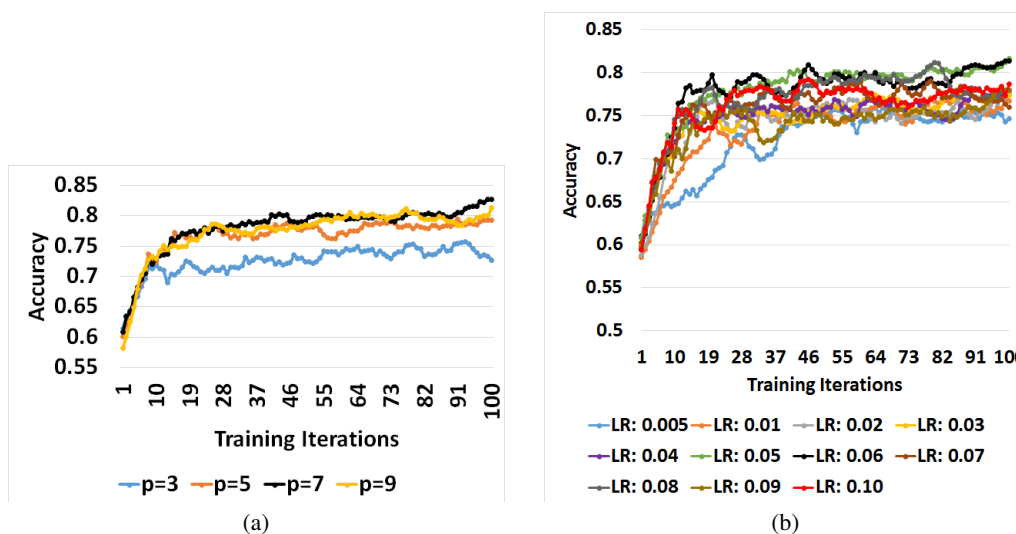 0.85
0.8
0.75
0.7
0.65
0.6
0.55
Accuracy
1
10
19
28
37
46
55
64
73
82
91
100
Training Iterations
p=3 p=5 p=7 p=9
(a)
0.85
0.8
0.75
0.7
0.65
0.6
0.55
0.5
Accuracy
1 10 19 28 37 46 55 64 73 82 91 100
Training Iterations
LR: 0.005 LR: 0.01 LR: 0.02 LR: 0.03
LR: 0.04 LR: 0.05 LR: 0.06 LR: 0.07
LR: 0.08 LR: 0.09 LR: 0.10
(b)